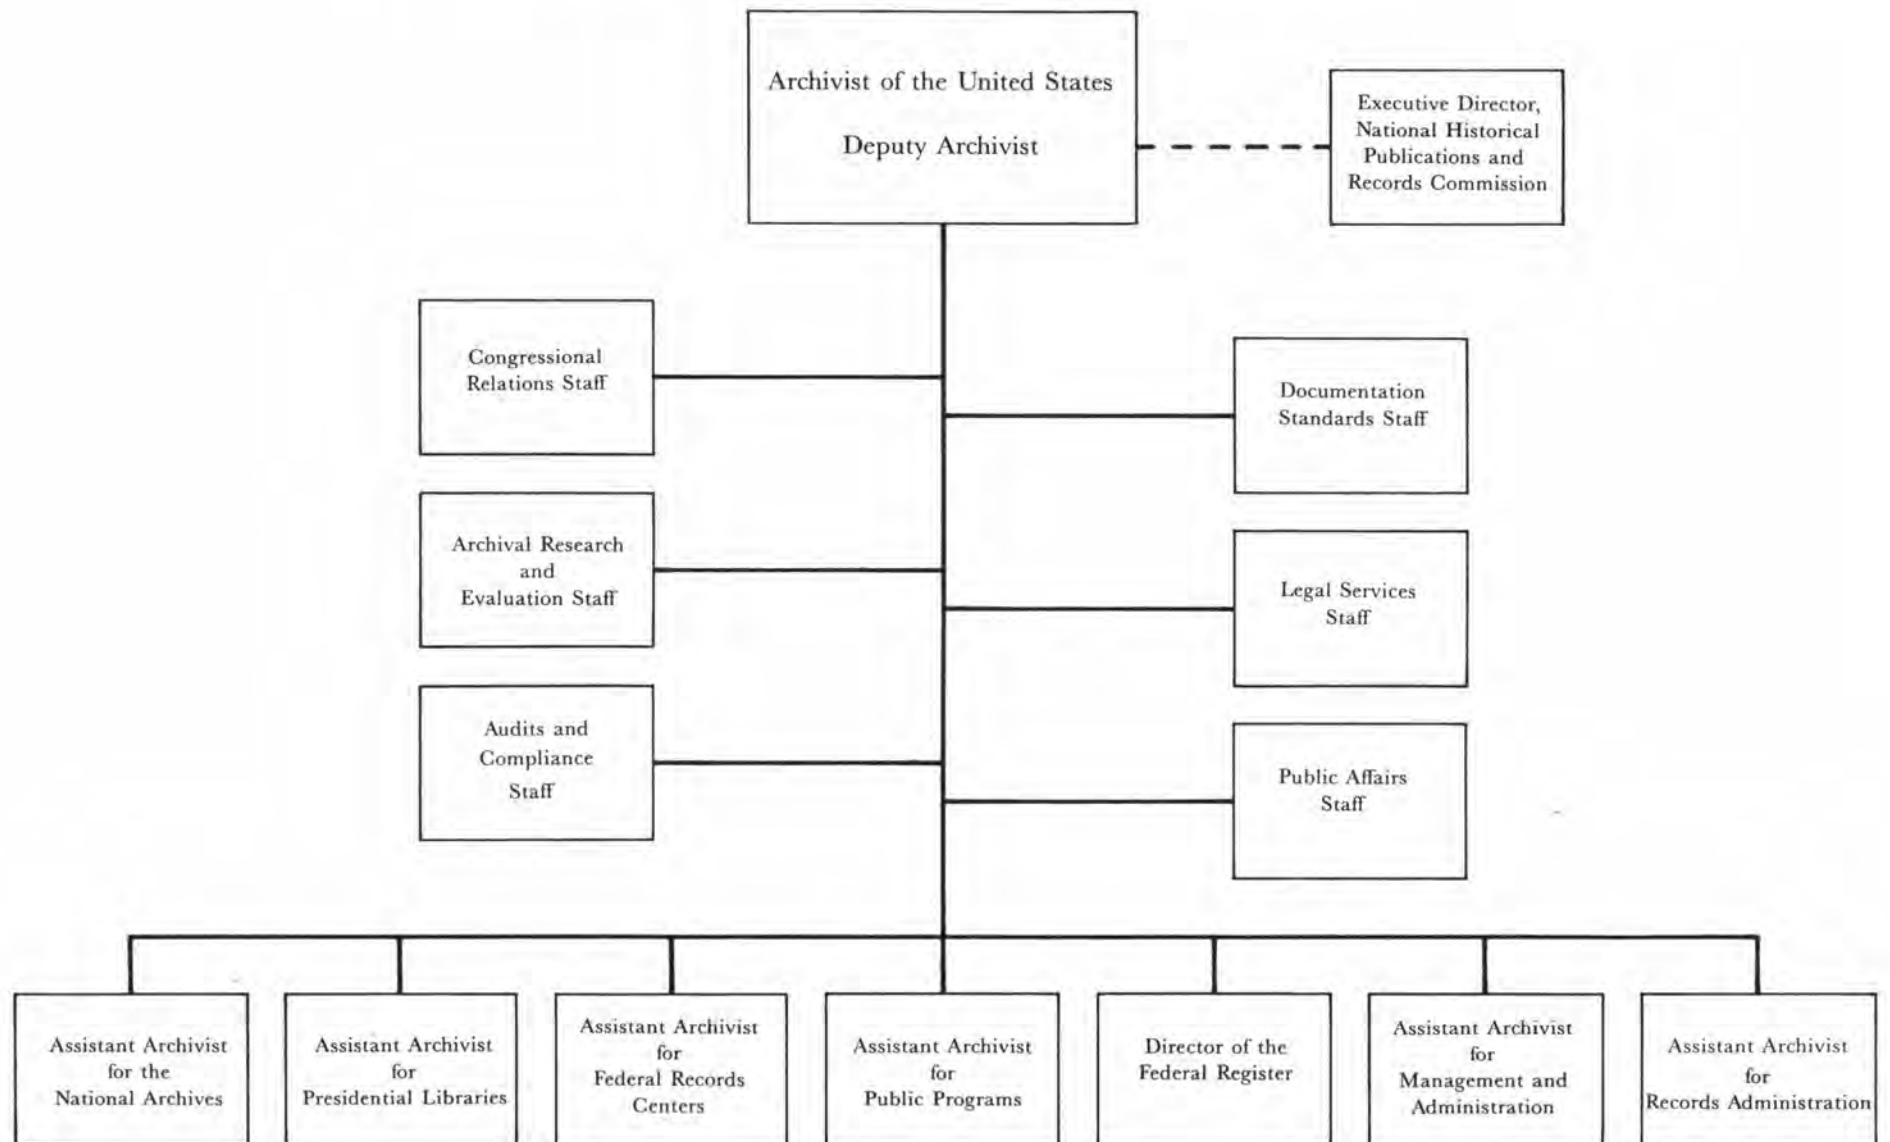 Archivist of the United States
Deputy Archivist
Executive Director,
National Historical
Publications and
Records Commission
Congressional
Relations Staff
Documentation
Standards Staff
Archival Research
and
Evaluation Staff
Legal Services
Staff
Audits and
Compliance
Staff
Public Affairs
Staff
Assistant Archivist
for the
National Archives
Assistant Archivist
for
Presidential Libraries
Assistant Archivist
for
Federal Records
Centers
Assistant Archivist
for
Public Programs
Director of the
Federal Register
Assistant Archivist
for
Management and
Administration
Assistant Archivist
for
Records Administration